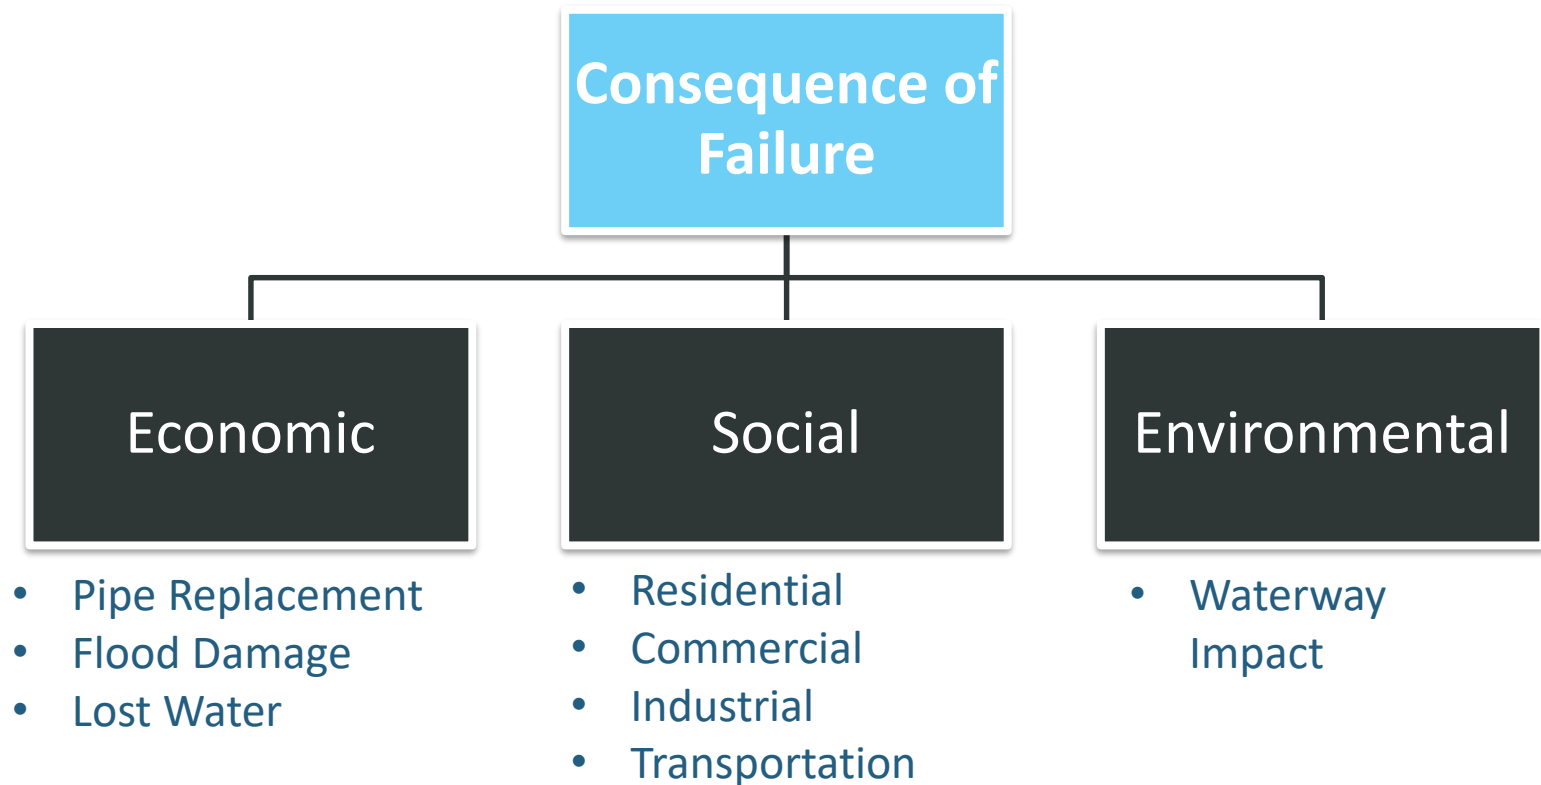 Consequence of
Failure
Economic
Social
Environmental
• Pipe Replacement
• Flood Damage
• Lost Water
• Residential
• Commercial
• Industrial
• Transportation
• Waterway
Impact